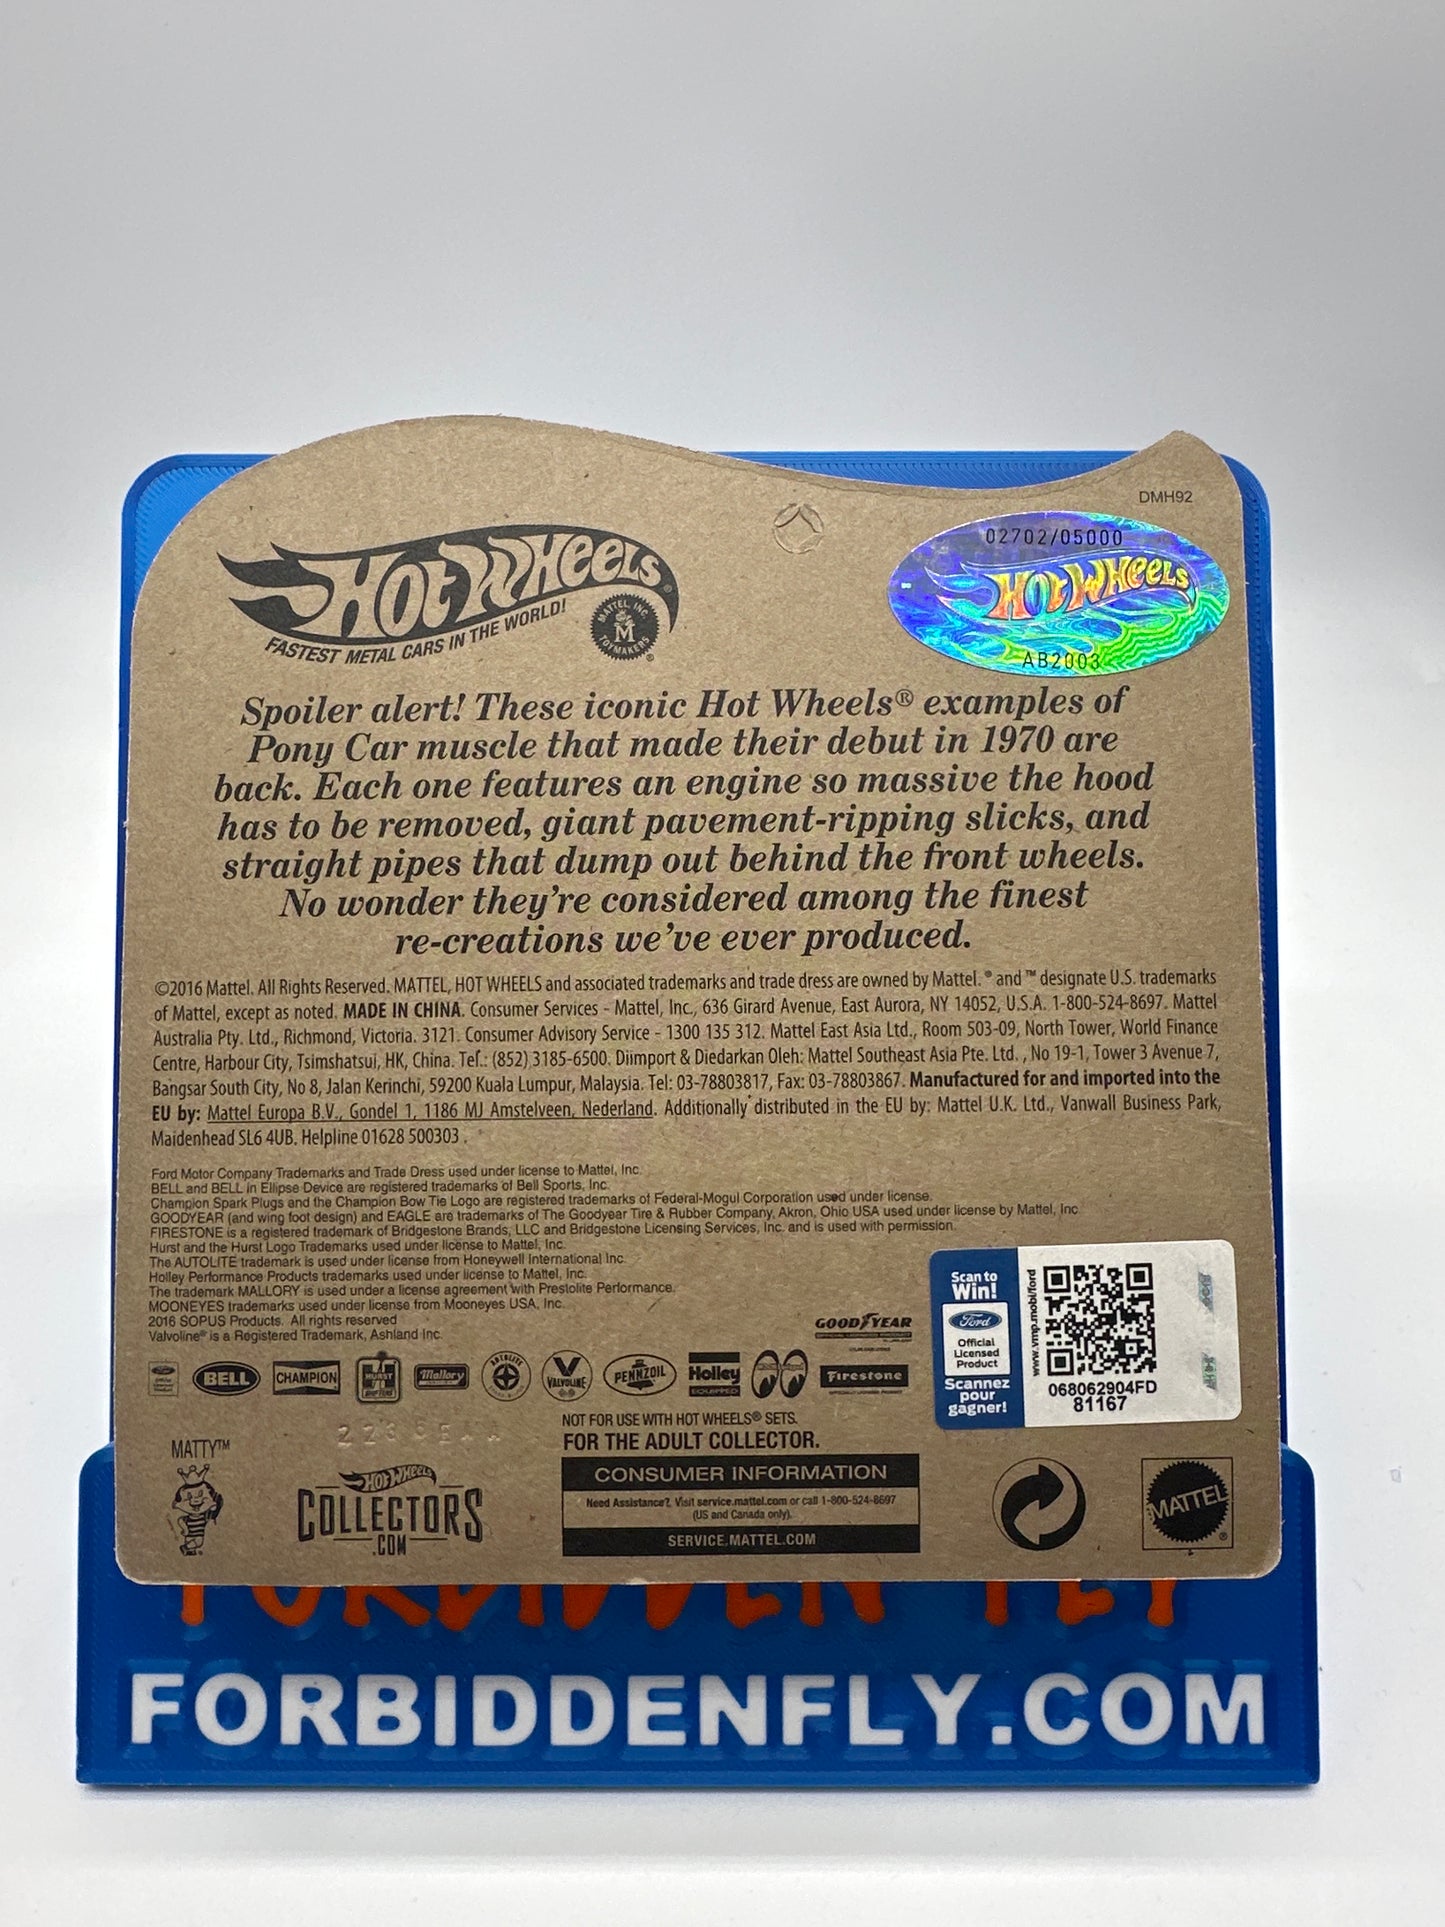 DMH92
02702/05000
HOT WHEELS
AB2003
HOT WHEELS®
FASTEST METAL CARS IN THE WORLD!
MATTEL, INC. M TOYMAKERS ®
Spoiler alert! These iconic Hot Wheels® examples of
Pony Car muscle that made their debut in 1970 are
back. Each one features an engine so massive the hood
has to be removed, giant pavement-ripping slicks, and
straight pipes that dump out behind the front wheels.
No wonder they're considered among the finest
re-creations we've ever produced.
©2016 Mattel. All Rights Reserved. MATTEL, HOT WHEELS and associated trademarks and trade dress are owned by Mattel. ® and ™ designate U.S. trademarks
of Mattel, except as noted. MADE IN CHINA. Consumer Services - Mattel, Inc., 636 Girard Avenue, East Aurora, NY 14052, U.S.A. 1-800-524-8697. Mattel
Australia Pty. Ltd., Richmond, Victoria. 3121. Consumer Advisory Service - 1300 135 312. Mattel East Asia Ltd., Room 503-09, North Tower, World Finance
Centre, Harbour City, Tsimshatsui, HK, China. Tel.: (852) 3185-6500. Diimport & Diedarkan Oleh: Mattel Southeast Asia Pte. Ltd. , No 19-1, Tower 3 Avenue 7,
Bangsar South City, No 8, Jalan Kerinchi, 59200 Kuala Lumpur, Malaysia. Tel: 03-78803817, Fax: 03-78803867. Manufactured for and imported into the
EU by: Mattel Europa B.V., Gondel 1, 1186 MJ Amstelveen, Nederland. Additionally distributed in the EU by: Mattel U.K. Ltd., Vanwall Business Park,
Maidenhead SL6 4UB. Helpline 01628 500303 .
Ford Motor Company Trademarks and Trade Dress used under license to Mattel, Inc.
BELL and BELL in Ellipse Device are registered trademarks of Bell Sports, Inc.
Champion Spark Plugs and the Champion Bow Tie Logo are registered trademarks of Federal-Mogul Corporation used under license.
GOODYEAR (and wing foot design) and EAGLE are trademarks of The Goodyear Tire & Rubber Company, Akron, Ohio USA used under license by Mattel, Inc
FIRESTONE is a registered trademark of Bridgestone Brands, LLC and Bridgestone Licensing Services, Inc. and is used with permission.
Hurst and the Hurst Logo Trademarks used under license to Mattel, Inc.
The AUTOLITE trademark is used under license from Honeywell International Inc.
Holley Performance Products trademarks used under license to Mattel, Inc.
The trademark MALLORY is used under a license agreement with Prestolite Performance.
MOONEYES trademarks used under license from Mooneyes USA, Inc.
2016 SOPUS Products. All rights reserved
Valvoline® is a Registered Trademark, Ashland Inc.
GOODYEAR
BELL
CHAMPION
HURST
Mallory
AUTOLITE
VALVOLINE
PENNZOIL
Holley
EQUIPPED
Firestone
Scan to
Win!
Ford
Official
Licensed
Product
Scannez
pour
gagner!
www.vmp.mobi/ford
068062904FD
81167
NOT FOR USE WITH HOT WHEELS® SETS.
FOR THE ADULT COLLECTOR.
CONSUMER INFORMATION
Need Assistance? Visit service.mattel.com or call 1-800-524-8697
(US and Canada only).
SERVICE.MATTEL.COM
MATTY™
HOT WHEELS
COLLECTORS
.COM
MATTEL
®
FORBIDDEN FLY
FORBIDDENFLY.COM